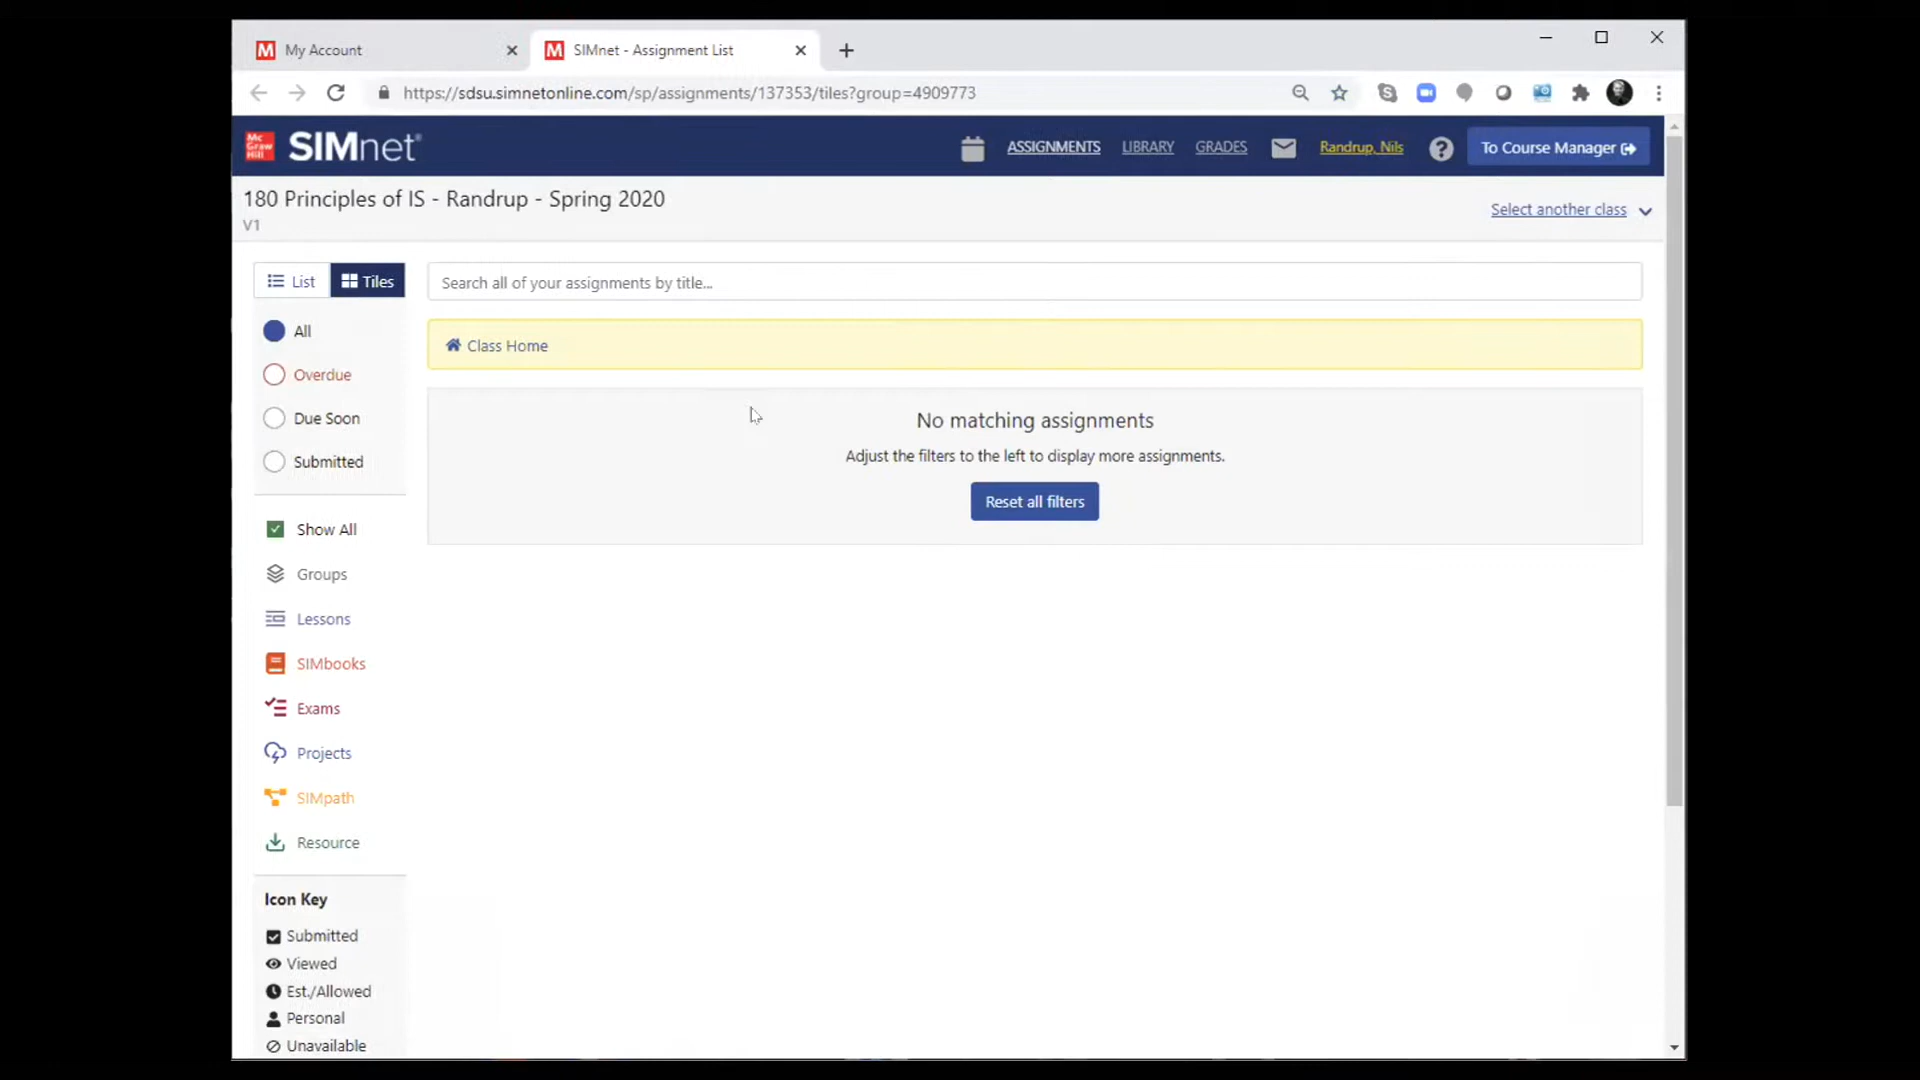 My Account
SIMnet - Assignment List
https://sdsu.simnetonline.com/sp/assignments/137353/tiles?group=4909773
Mc Graw Hill
SIMnet®
ASSIGNMENTS
LIBRARY
GRADES
Randrup, Nils
To Course Manager
180 Principles of IS - Randrup - Spring 2020
V1
Select another class
List
Tiles
Search all of your assignments by title...
All
Overdue
Due Soon
Submitted
Class Home
No matching assignments
Adjust the filters to the left to display more assignments.
Reset all filters
Show All
Groups
Lessons
SIMbooks
Exams
Projects
SIMpath
Resource
Icon Key
Submitted
Viewed
Est./Allowed
Personal
Unavailable